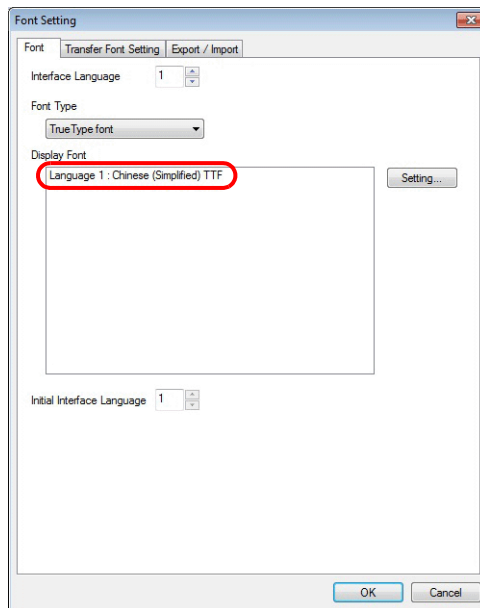 Font Setting
Font Transfer Font Setting Export / Import
Interface Language 1
Font Type
TrueType font
Display Font
Language 1 : Chinese (Simplified) TTF
Setting...
Initial Interface Language 1
OK Cancel